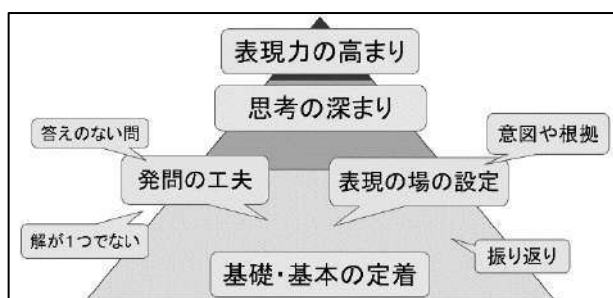 表現力の高まり
思考の深まり
答えのない問
意図や根拠
発問の工夫
表現の場の設定
解が1つでない
振り返り
基礎・基本の定着